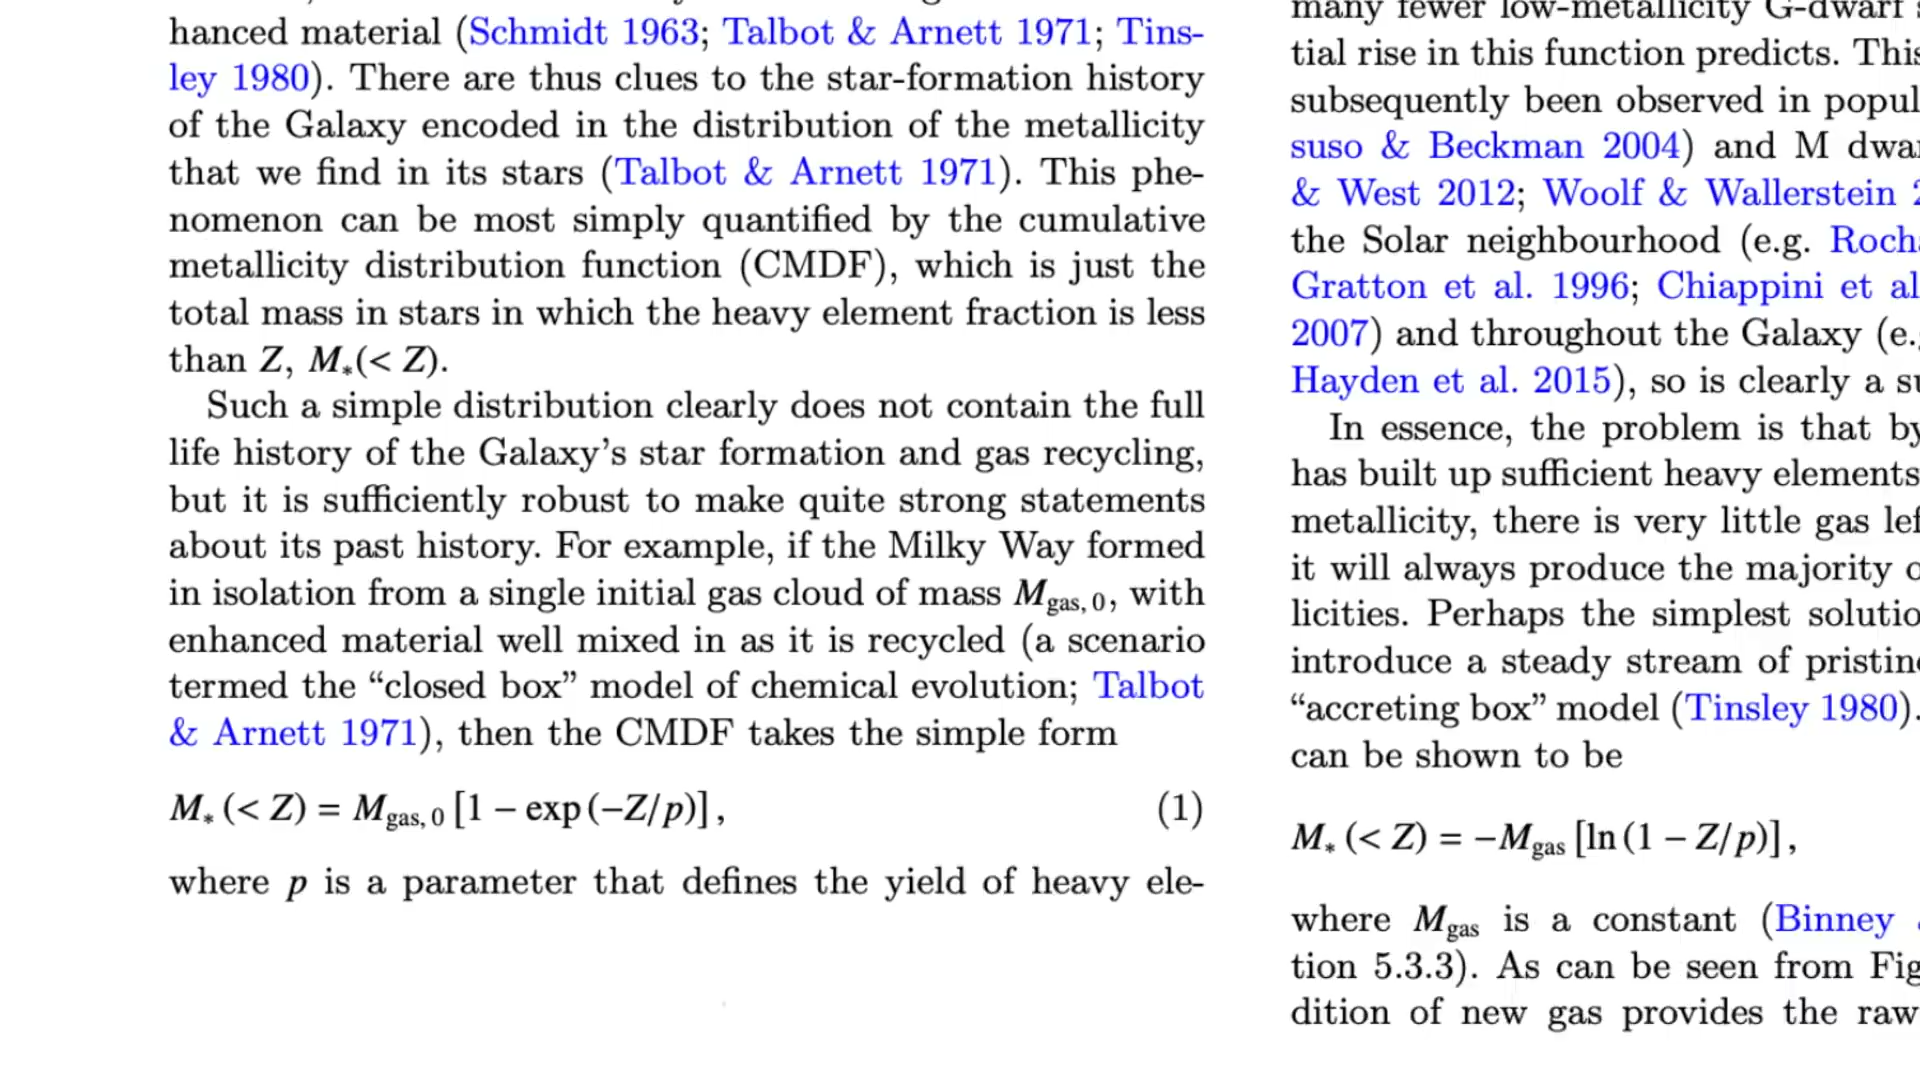 hanced material (Schmidt 1963; Talbot & Arnett 1971; Tins-
ley 1980). There are thus clues to the star-formation history
of the Galaxy encoded in the distribution of the metallicity
that we find in its stars (Talbot & Arnett 1971). This phe-
nomenon can be most simply quantified by the cumulative
metallicity distribution function (CMDF), which is just the
total mass in stars in which the heavy element fraction is less
than Z, M*(< Z).
Such a simple distribution clearly does not contain the full
life history of the Galaxy’s star formation and gas recycling,
but it is sufficiently robust to make quite strong statements
about its past history. For example, if the Milky Way formed
in isolation from a single initial gas cloud of mass Mgas, 0, with
enhanced material well mixed in as it is recycled (a scenario
termed the “closed box” model of chemical evolution; Talbot
& Arnett 1971), then the CMDF takes the simple form
M* (< Z) = Mgas, 0 [1 − exp (−Z/p)] , (1)
where p is a parameter that defines the yield of heavy ele-
many fewer low-metallicity G-dwarf
tial rise in this function predicts. This
subsequently been observed in popul
suso & Beckman 2004) and M dwar
& West 2012; Woolf & Wallerstein
the Solar neighbourhood (e.g. Roch
Gratton et al. 1996; Chiappini et al
2007) and throughout the Galaxy (e.
Hayden et al. 2015), so is clearly a su
In essence, the problem is that by
has built up sufficient heavy elements
metallicity, there is very little gas lef
it will always produce the majority o
licities. Perhaps the simplest solutio
introduce a steady stream of pristine
“accreting box” model (Tinsley 1980).
can be shown to be
M* (< Z) = −Mgas [ln (1 − Z/p)] ,
where Mgas is a constant (Binney
tion 5.3.3). As can be seen from Fig
dition of new gas provides the raw